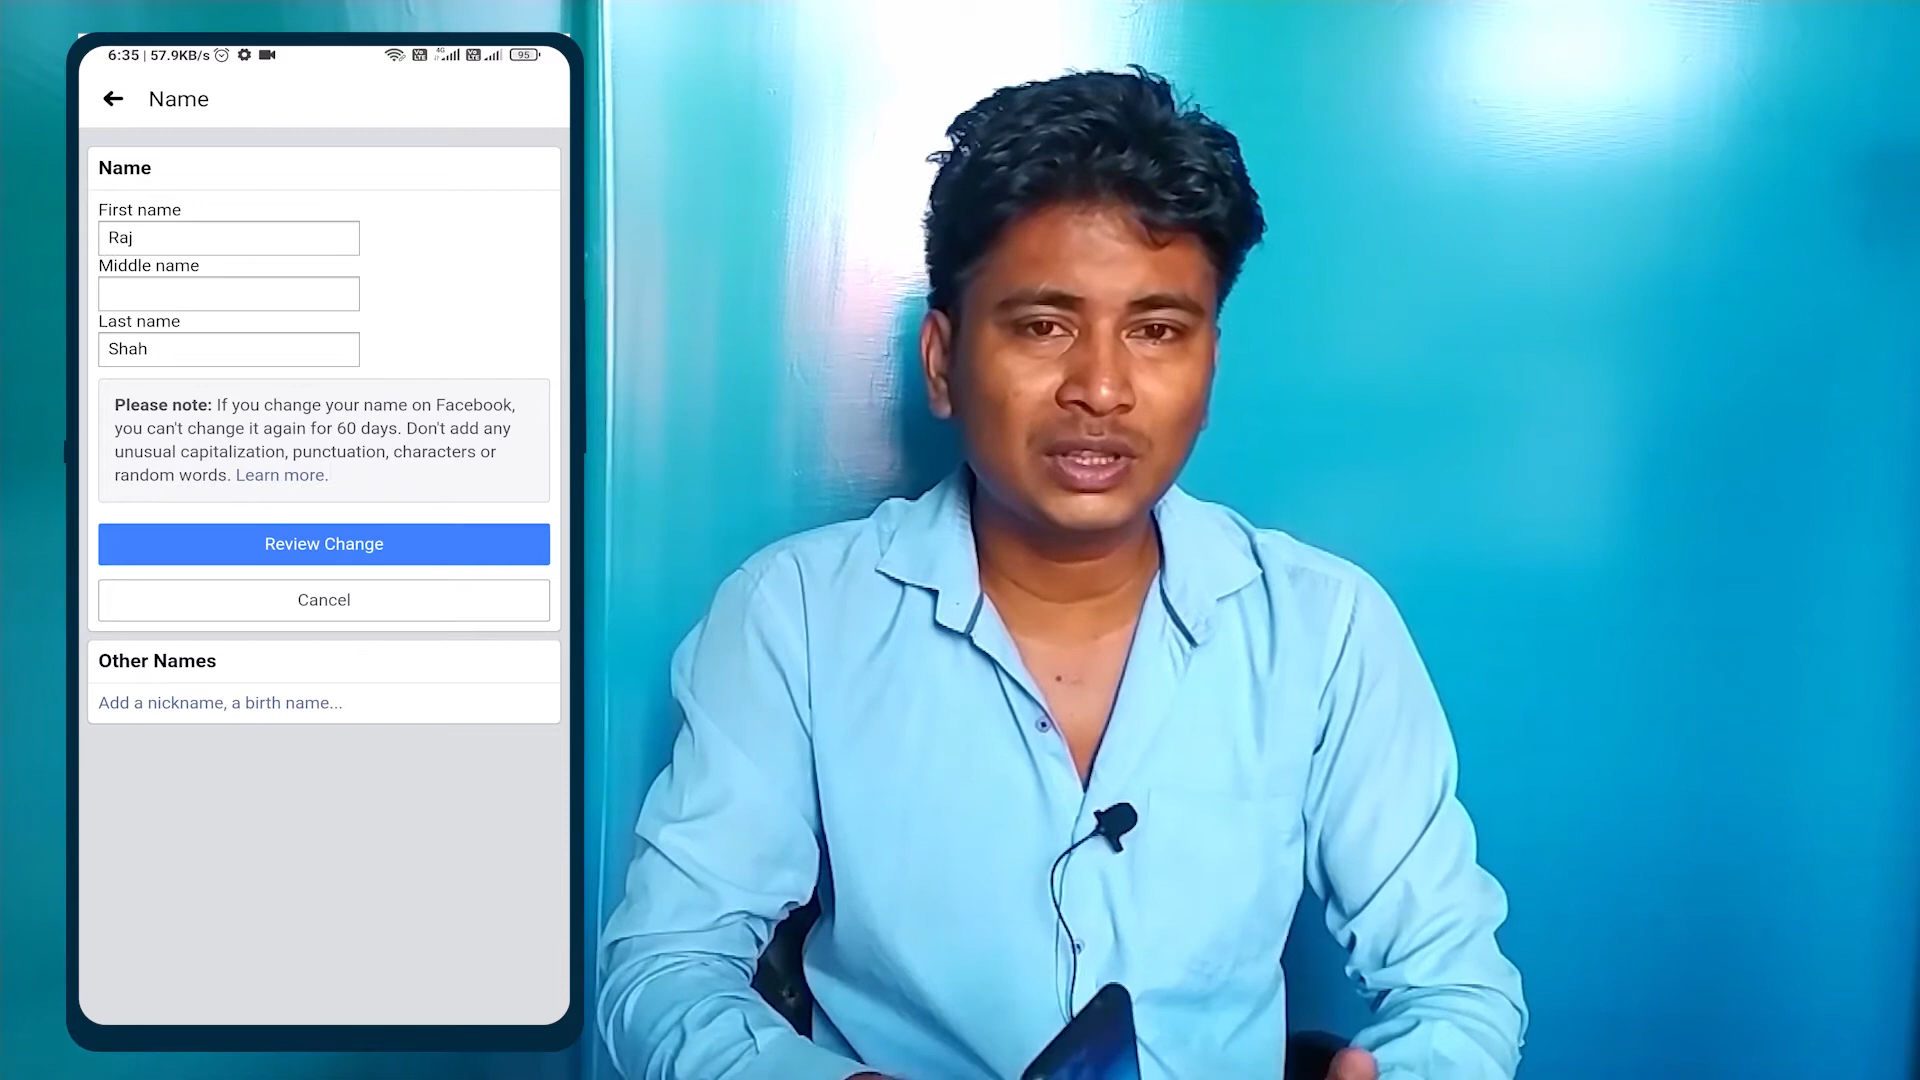 6:35 | 57.9KB/s
4G
95
Name
Name
First name
Raj
Middle name
Last name
Shah
Please note: If you change your name on Facebook,
you can't change it again for 60 days. Don't add any
unusual capitalization, punctuation, characters or
random words. Learn more.
Review Change
Cancel
Other Names
Add a nickname, a birth name...